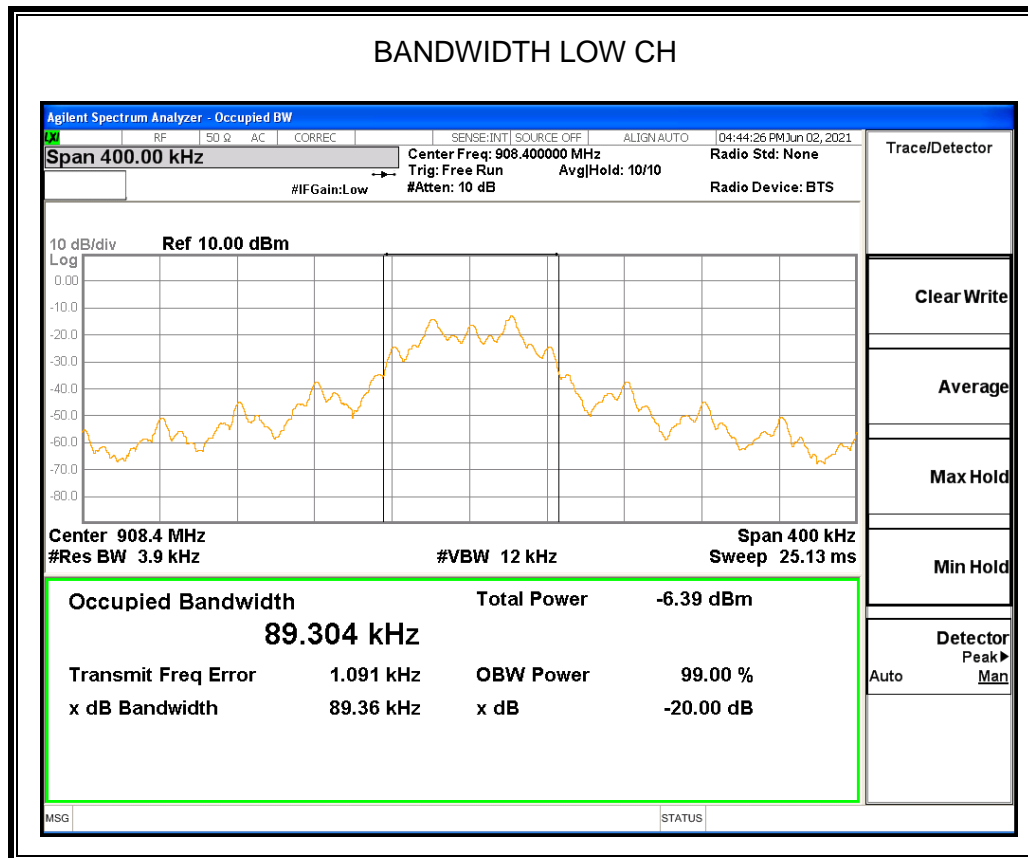 BANDWIDTH LOW CH
Agilent Spectrum Analyzer - Occupied BW
LXI RF 50 Ω AC CORREC SENSE:INT SOURCE OFF ALIGN AUTO 04:44:26 PM Jun 02, 2021
Span 400.00 kHz
Center Freq: 908.400000 MHz
Radio Std: None
Trace/Detector
Trig: Free Run Avg|Hold: 10/10
#IFGain:Low #Atten: 10 dB Radio Device: BTS
10 dB/div Ref 10.00 dBm
Log
0.00
-10.0
-20.0
-30.0
-40.0
-50.0
-60.0
-70.0
-80.0
Clear Write
Average
Max Hold
Center 908.4 MHz Span 400 kHz
#Res BW 3.9 kHz #VBW 12 kHz Sweep 25.13 ms
Min Hold
Occupied Bandwidth Total Power -6.39 dBm
89.304 kHz
Transmit Freq Error 1.091 kHz OBW Power 99.00 %
x dB Bandwidth 89.36 kHz x dB -20.00 dB
Detector
Peak▶
Auto Man
MSG STATUS